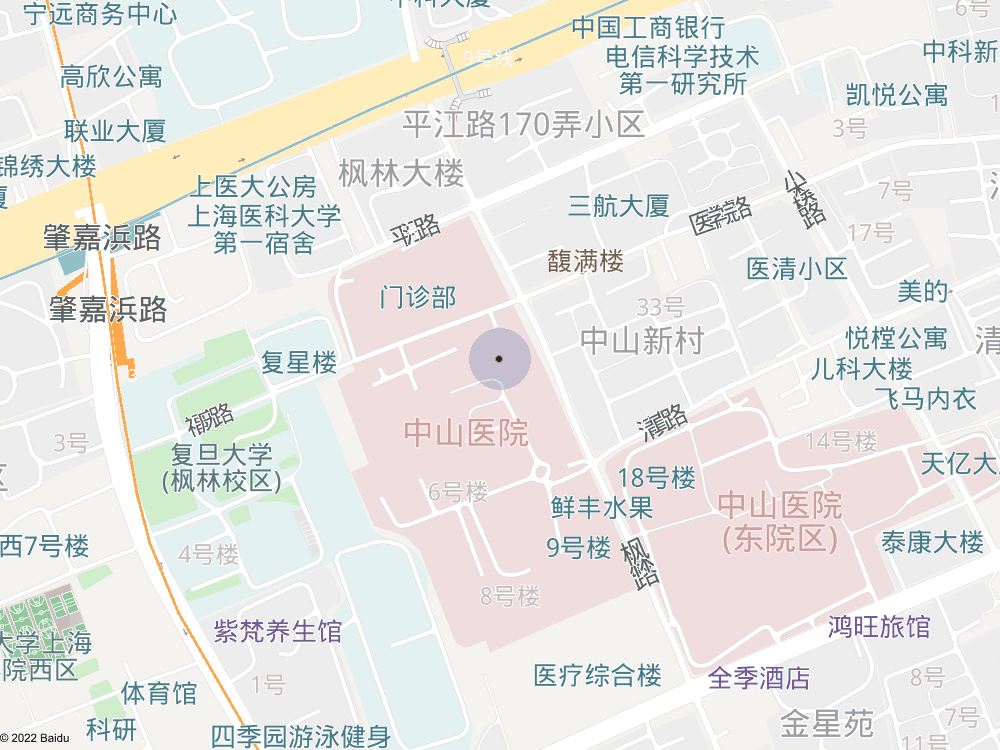 宁远商务中心
中科大厦
中国工商银行
6号
9号线
电信科学技术
第一研究所
中科新
高欣公寓
凯悦公寓
平江路170弄小区
3号
联业大厦
锦绣大楼
厦
枫林大楼
上医大公房
上海医科大学
第一宿舍
三航大厦
医学院路
小木桥路
7号
17号
平江路
肇嘉浜路
馥满楼
医清小区
门诊部
美的
肇嘉浜路
33号
中山新村
悦樘公寓
清
复星楼
儿科大楼
飞马内衣
福路
清真路
中山医院
3号
14号楼
复旦大学
(枫林校区)
天亿大
18号楼
6号楼
鲜丰水果
中山医院
(东院区)
区
西7号楼
4号楼
9号楼
枫林路
泰康大楼
8号楼
紫梵养生馆
鸿旺旅馆
大学上海
院西区
医疗综合楼
全季酒店
1号
8号
体育馆
7号
科研
四季园游泳健身
金星苑
11号
© 2022 Baidu